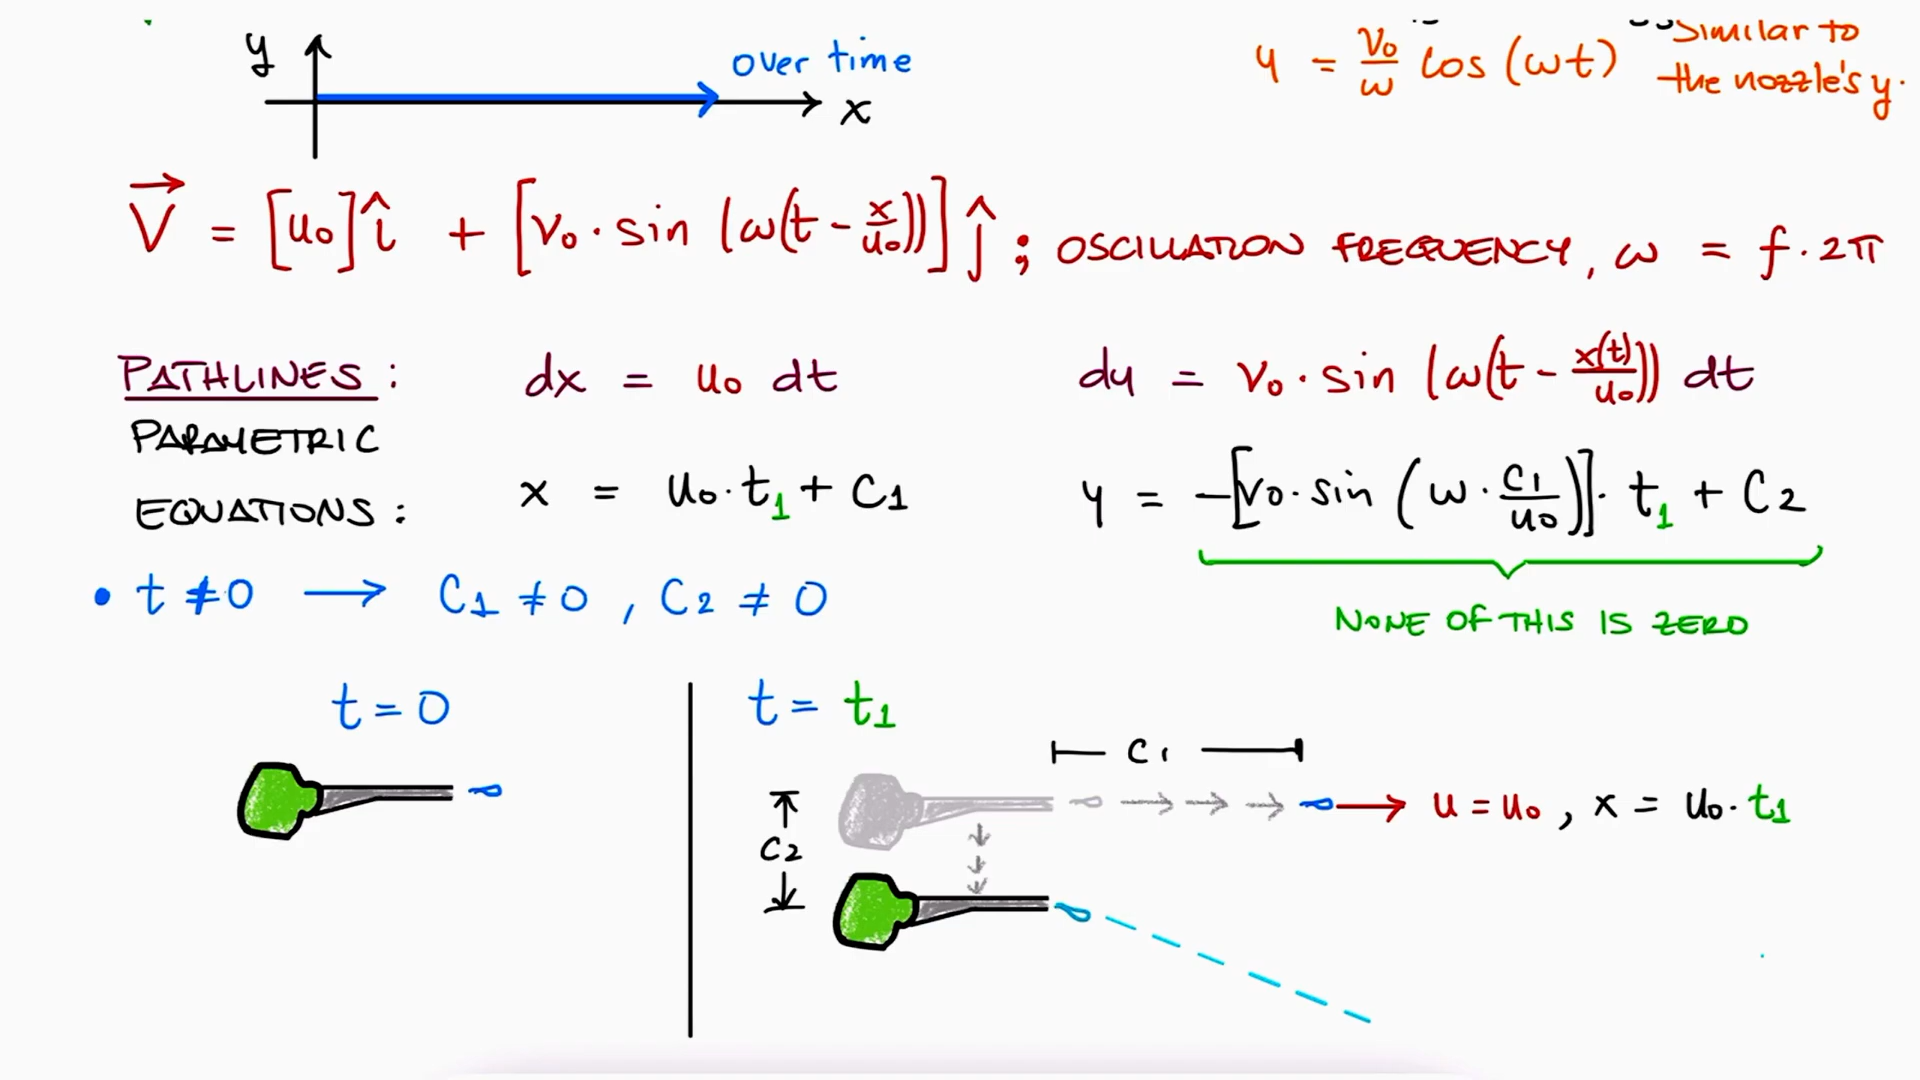 y
over time
x
y = v₀/ω cos (ωt)
Similar to
the nozzle's y.
V⃗ = [u₀]î + [v₀ · sin (ω(t - x/u₀))]ĵ ; OSCILLATION FREQUENCY, ω = f · 2π
PATHLINES : dx = u₀ dt dy = v₀ · sin (ω(t - x(t)/u₀)) dt
PARAMETRIC
EQUATIONS : x = u₀ · t₁ + C₁ y = -[v₀ · sin (ω · C₁/u₀)] · t₁ + C₂
• t ≠ 0 → C₁ ≠ 0 , C₂ ≠ 0
NONE OF THIS IS ZERO
t = 0
t = t₁
C₁
C₂
u = u₀ , x = u₀ · t₁